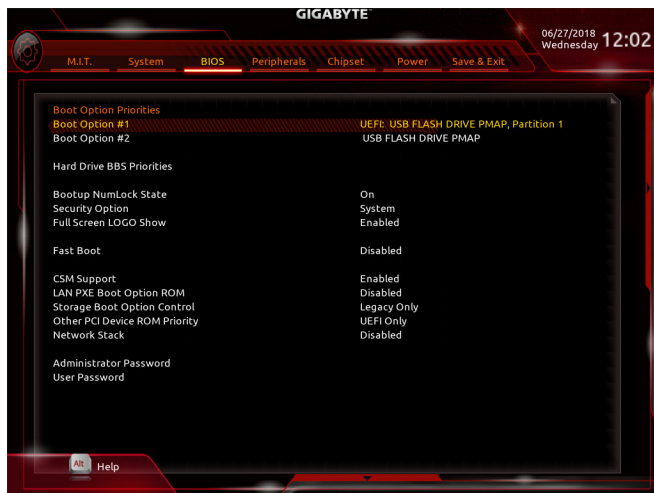 GIGABYTE™
06/27/2018 12:02
Wednesday
M.I.T. System BIOS Peripherals Chipset Power Save & Exit
Boot Option Priorities
Boot Option #1 UEFI: USB FLASH DRIVE PMAP, Partition 1
Boot Option #2 USB FLASH DRIVE PMAP
Hard Drive BBS Priorities
Bootup NumLock State On
Security Option System
Full Screen LOGO Show Enabled
Fast Boot Disabled
CSM Support Enabled
LAN PXE Boot Option ROM Disabled
Storage Boot Option Control Legacy Only
Other PCI Device ROM Priority UEFI Only
Network Stack Disabled
Administrator Password
User Password
Alt Help